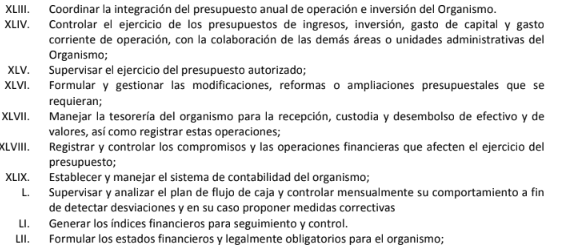 XLIII. Coordinar la integración del presupuesto anual de operación e inversión del Organismo.
XLIV. Controlar el ejercicio de los presupuestos de ingresos, inversión, gasto de capital y gasto
corriente de operación, con la colaboración de las demás áreas o unidades administrativas del
Organismo;
XLV. Supervisar el ejercicio del presupuesto autorizado;
XLVI. Formular y gestionar las modificaciones, reformas o ampliaciones presupuestales que se
requieran;
XLVII. Manejar la tesorería del organismo para la recepción, custodia y desembolso de efectivo y de
valores, así como registrar estas operaciones;
XLVIII. Registrar y controlar los compromisos y las operaciones financieras que afecten el ejercicio del
presupuesto;
XLIX. Establecer y manejar el sistema de contabilidad del organismo;
L. Supervisar y analizar el plan de flujo de caja y controlar mensualmente su comportamiento a fin
de detectar desviaciones y en su caso proponer medidas correctivas
LI. Generar los índices financieros para seguimiento y control.
LII. Formular los estados financieros y legalmente obligatorios para el organismo;